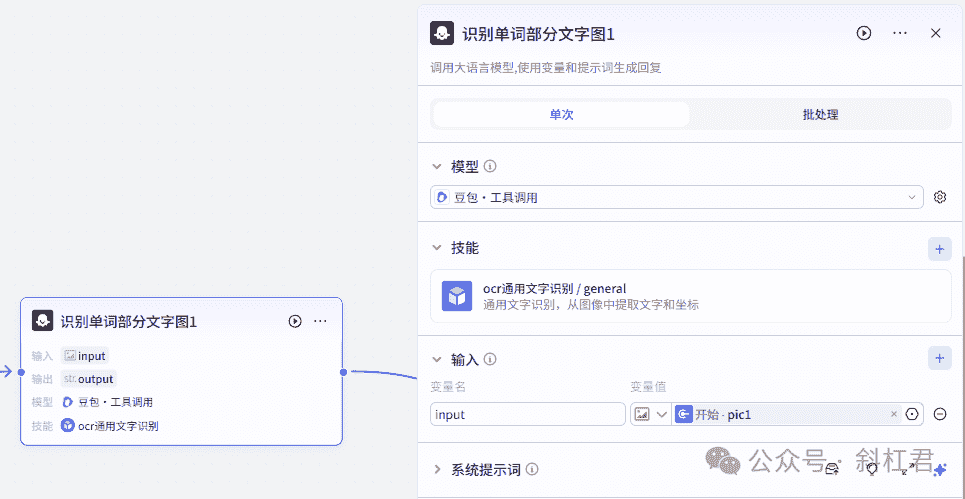 识别单词部分文字图1
输入 input
输出 str. output
模型 豆包·工具调用
技能 ocr通用文字识别
识别单词部分文字图1
调用大语言模型,使用变量和提示词生成回复
单次 批处理
模型
豆包·工具调用
技能
ocr通用文字识别 / general
通用文字识别，从图像中提取文字和坐标
输入
变量名 变量值
input 开始 · pic1
系统提示词
公众号 · 斜杠君